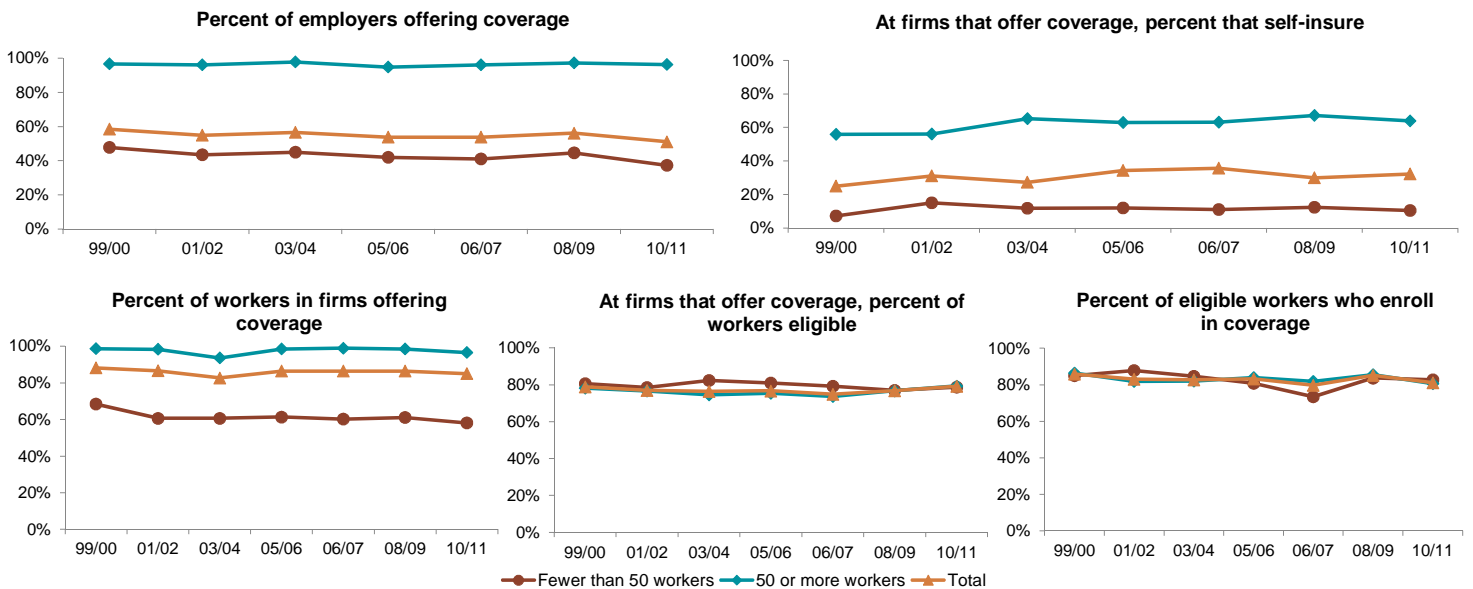 Percent of employers offering coverage
100%
80%
60%
40%
20%
0%
99/00 01/02 03/04 05/06 06/07 08/09 10/11
At firms that offer coverage, percent that self-insure
100%
80%
60%
40%
20%
0%
99/00 01/02 03/04 05/06 06/07 08/09 10/11
Percent of workers in firms offering
coverage
100%
80%
60%
40%
20%
0%
99/00 01/02 03/04 05/06 06/07 08/09 10/11
At firms that offer coverage, percent of
workers eligible
100%
80%
60%
40%
20%
0%
99/00 01/02 03/04 05/06 06/07 08/09 10/11
Percent of eligible workers who enroll
in coverage
100%
80%
60%
40%
20%
0%
99/00 01/02 03/04 05/06 06/07 08/09 10/11
Fewer than 50 workers 50 or more workers Total